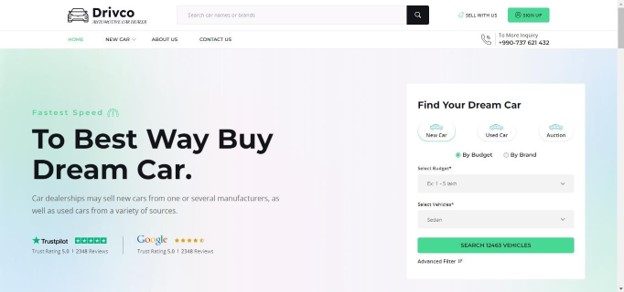 Drivco
AUTOMOTIVE CAR DEALER
Search car names or brands
SELL WITH US
SIGN UP
HOME
NEW CAR
ABOUT US
CONTACT US
To More Inquiry
+990-737 621 432
Fastest Speed
To Best Way Buy
Dream Car.
Car dealerships may sell new cars from one or several manufacturers, as
well as used cars from a variety of sources.
Trustpilot
Trust Rating 5.0 | 2348 Reviews
Google
Trust Rating 5.0 | 2348 Reviews
Find Your Dream Car
New Car
Used Car
Auction
By Budget
By Brand
Select Budget*
Select Vehicles*
Sedan
SEARCH 12463 VEHICLES
Advanced Filter